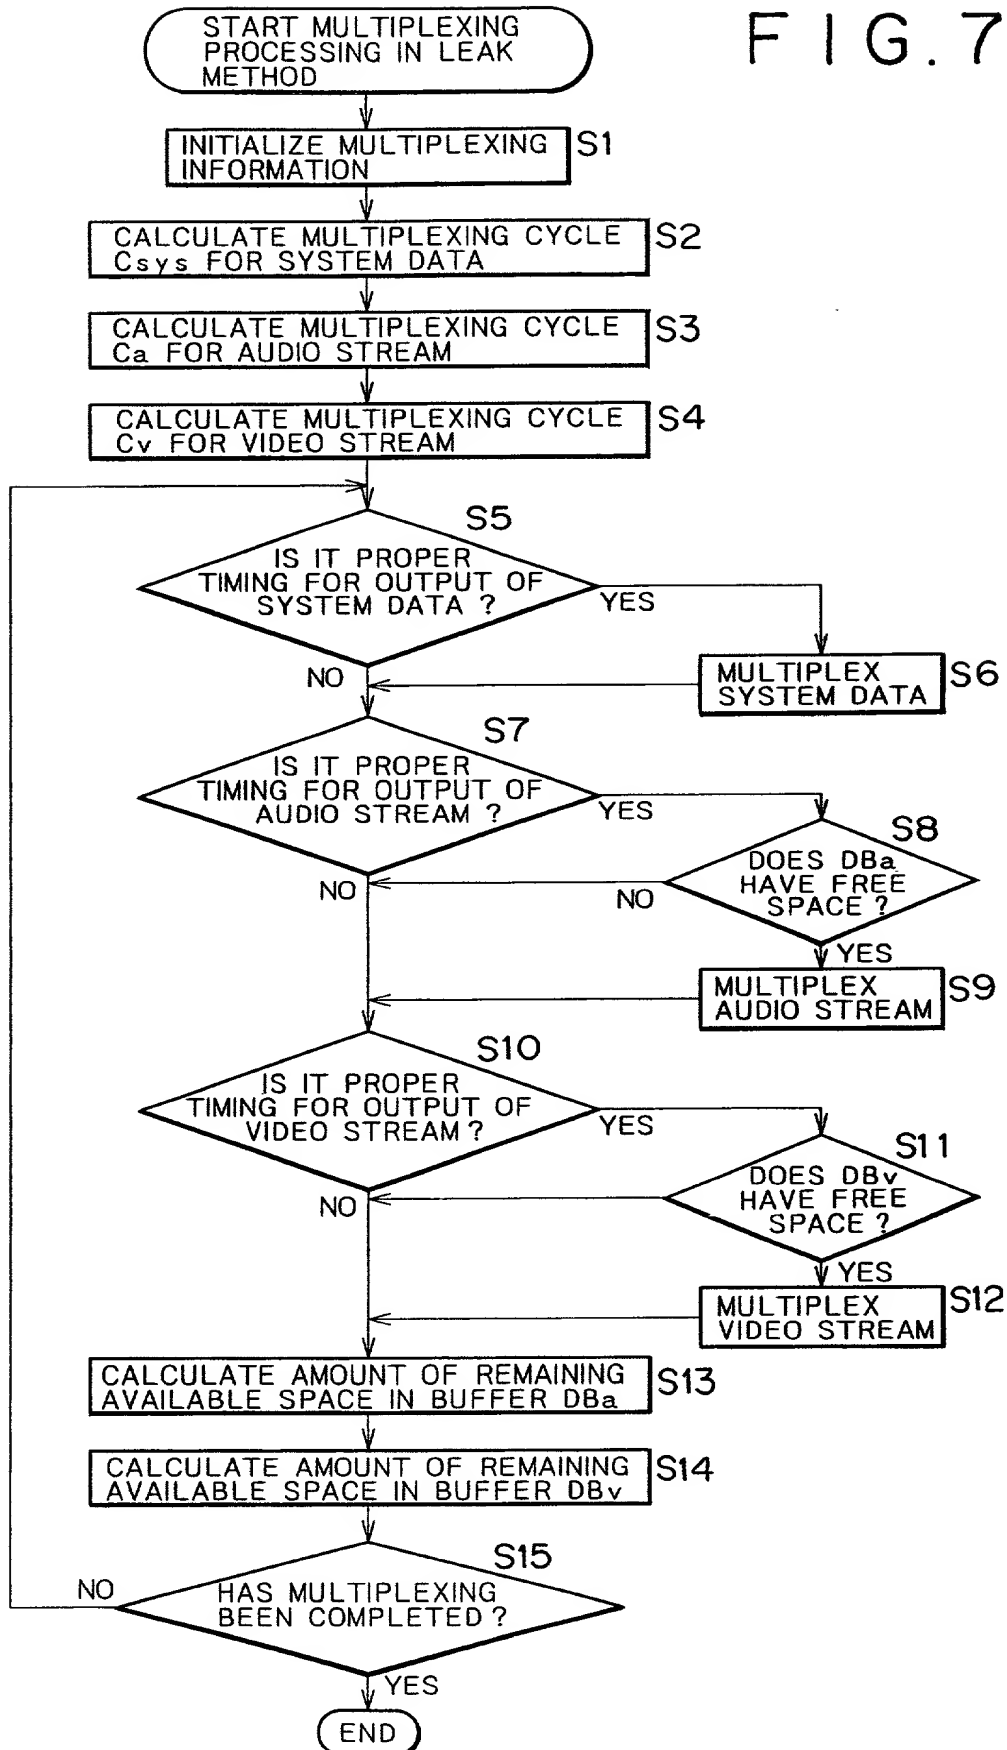 FIG.7
START MULTIPLEXING
PROCESSING IN LEAK
METHOD
INITIALIZE MULTIPLEXING
INFORMATION
S1
CALCULATE MULTIPLEXING CYCLE
Csys FOR SYSTEM DATA
S2
CALCULATE MULTIPLEXING CYCLE
Ca FOR AUDIO STREAM
S3
CALCULATE MULTIPLEXING CYCLE
Cv FOR VIDEO STREAM
S4
S5
IS IT PROPER
TIMING FOR OUTPUT OF
SYSTEM DATA ?
YES
NO
MULTIPLEX
SYSTEM DATA
S6
S7
IS IT PROPER
TIMING FOR OUTPUT OF
AUDIO STREAM ?
YES
NO
S8
DOES DBa
HAVE FREE
SPACE ?
NO
YES
MULTIPLEX
AUDIO STREAM
S9
S10
IS IT PROPER
TIMING FOR OUTPUT OF
VIDEO STREAM ?
YES
NO
S11
DOES DBv
HAVE FREE
SPACE ?
YES
MULTIPLEX
VIDEO STREAM
S12
CALCULATE AMOUNT OF REMAINING
AVAILABLE SPACE IN BUFFER DBa
S13
CALCULATE AMOUNT OF REMAINING
AVAILABLE SPACE IN BUFFER DBv
S14
S15
HAS MULTIPLEXING
BEEN COMPLETED ?
NO
YES
END